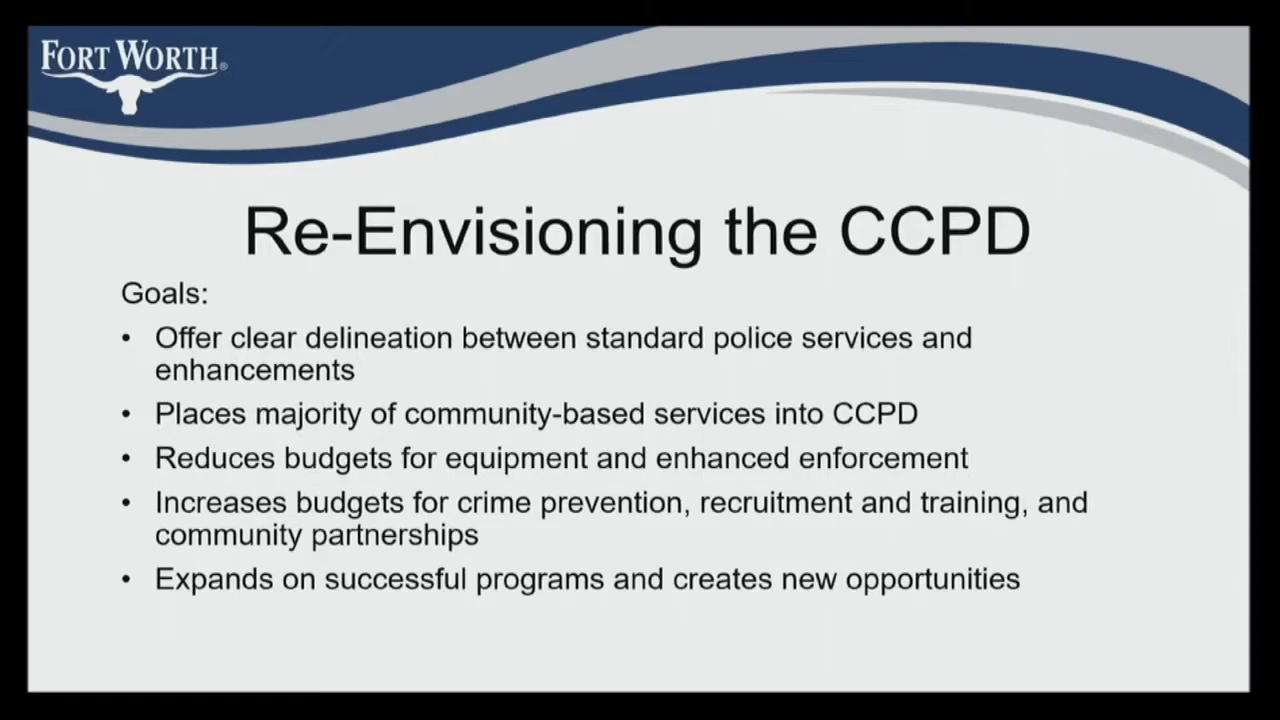 FORT WORTH®
Re-Envisioning the CCPD
Goals:
• Offer clear delineation between standard police services and
enhancements
• Places majority of community-based services into CCPD
• Reduces budgets for equipment and enhanced enforcement
• Increases budgets for crime prevention, recruitment and training, and
community partnerships
• Expands on successful programs and creates new opportunities